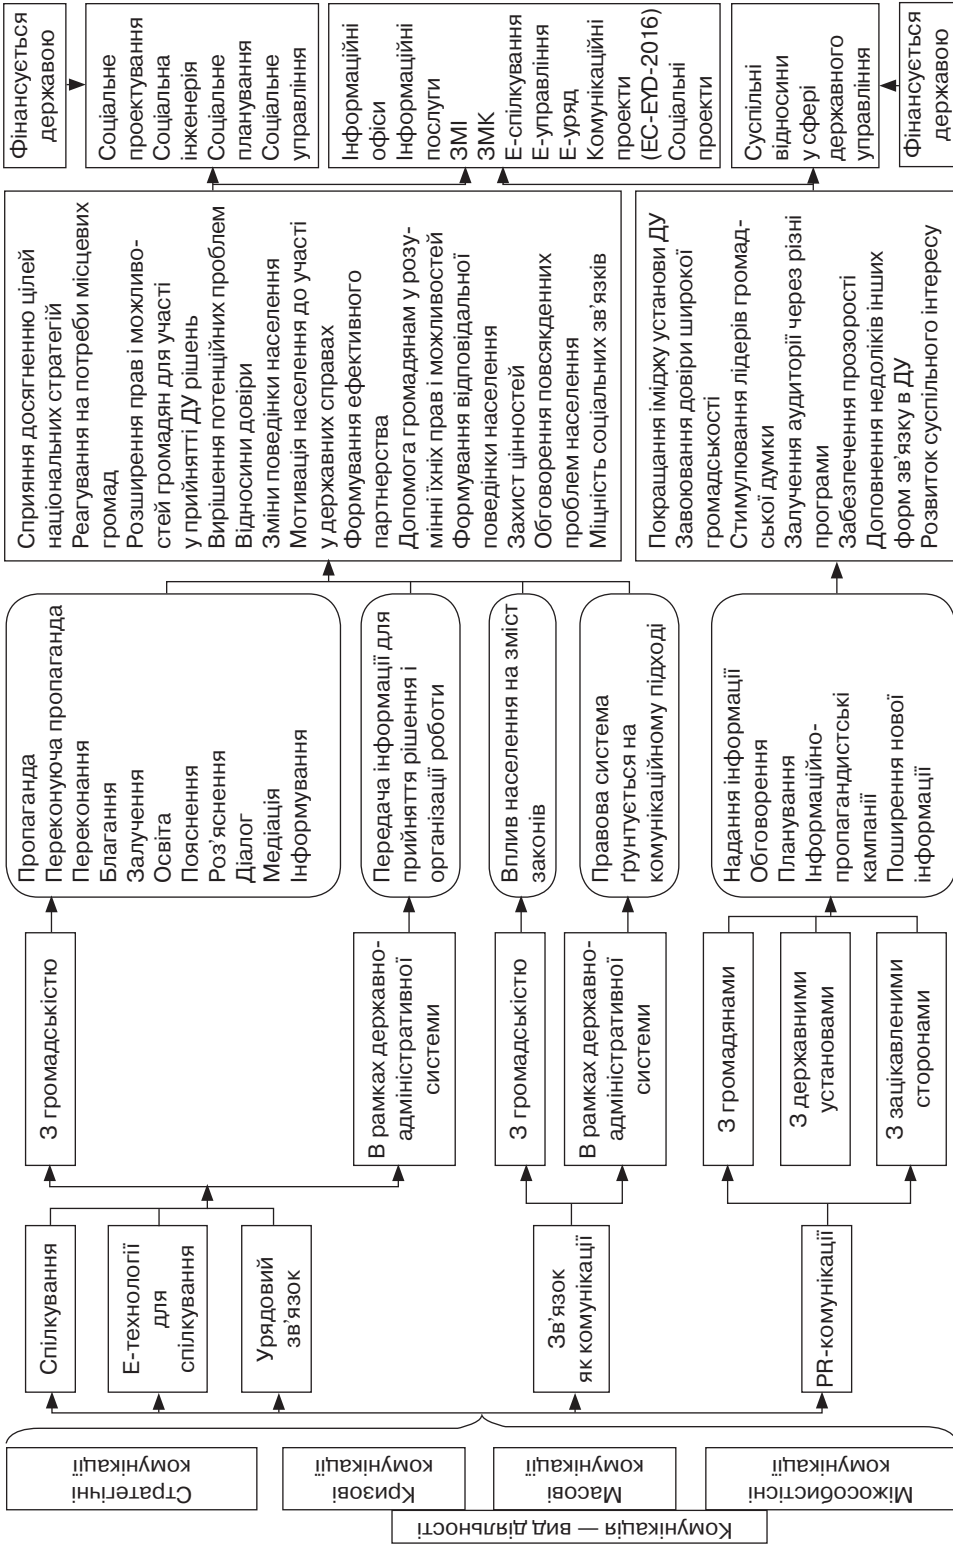 Комунікація — вид діяльності
Стратегічні
комунікації
Кризові
комунікації
Масові
комунікації
Міжособистісні
комунікації
Спілкування
Е-технології
для
спілкування
Урядовий
зв’язок
Зв’язок
як комунікації
PR-комунікації
З громадськістю
В рамках державно-
адміністративної
системи
З громадськістю
В рамках державно-
адміністративної
системи
З громадянами
З державними
установами
З зацікавленими
сторонами
Пропаганда
Переконуюча пропаганда
Переконання
Благання
Залучення
Освіта
Пояснення
Роз’яснення
Діалог
Медіація
Інформування
Передача інформації для
прийняття рішення і
організації роботи
Вплив населення на зміст
законів
Правова система
ґрунтується на
комунікаційному підході
Надання інформації
Обговорення
Планування
Інформаційно-
пропагандистські
кампанії
Поширення нової
інформації
Сприяння досягненню цілей
національних стратегій
Реагування на потреби місцевих
громад
Розширення прав і можливо-
стей громадян для участі
у прийнятті ДУ рішень
Вирішення потенційних проблем
Відносини довіри
Зміни поведінки населення
Мотивація населення до участі
у державних справах
Формування ефективного
партнерства
Допомога громадянам у розу-
мінні їхніх прав і можливостей
Формування відповідальної
поведінки населення
Захист цінностей
Обговорення повсякденних
проблем населення
Міцність соціальних зв’язків
Покращання іміджу установи ДУ
Завоювання довіри широкої
громадськості
Стимулювання лідерів громад-
ської думки
Залучення аудиторії через різні
програми
Забезпечення прозорості
Доповнення недоліків інших
форм зв’язку в ДУ
Розвиток суспільного інтересу
Фінансується
державою
Соціальне
проектування
Соціальна
інженерія
Соціальне
планування
Соціальне
управління
Інформаційні
офіси
Інформаційні
послуги
ЗМІ
ЗМК
Е-спілкування
Е-управління
Е-уряд
Комунікаційні
проекти
(EC-EYD-2016)
Соціальні
проекти
Суспільні
відносини
у сфері
державного
управління
Фінансується
державою